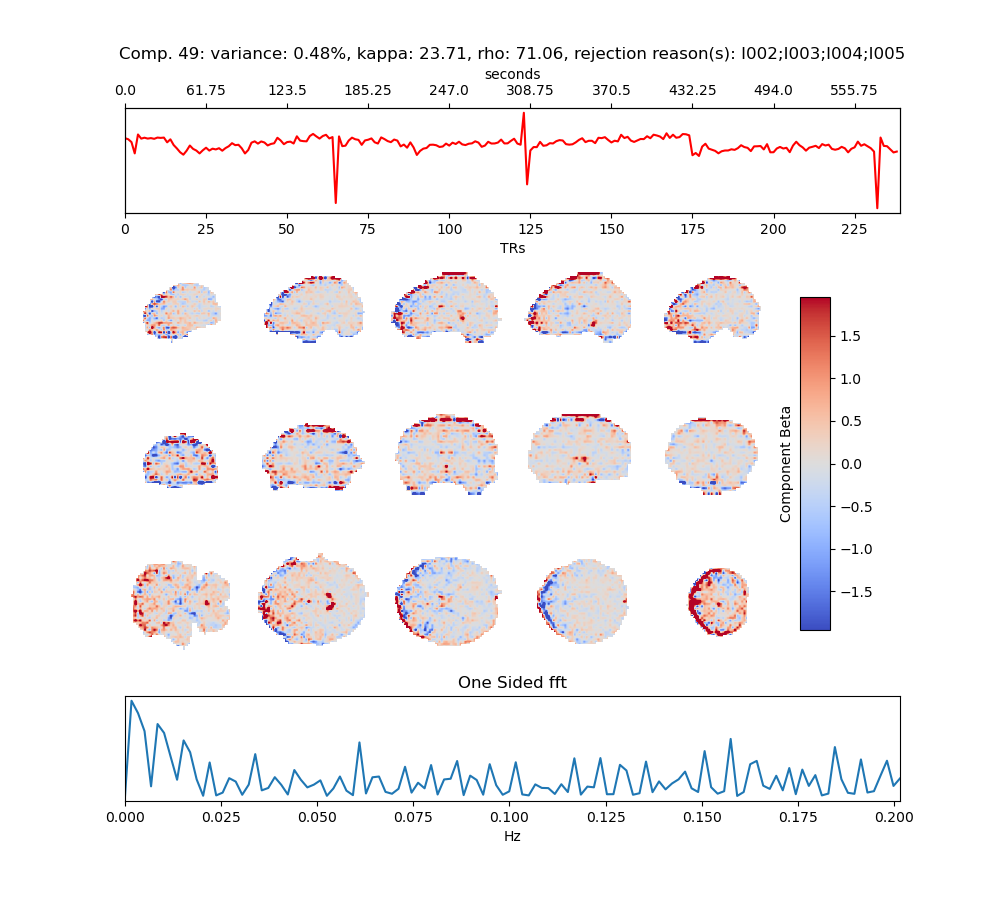 Comp. 49: variance: 0.48%, kappa: 23.71, rho: 71.06, rejection reason(s): I002;I003;I004;I005
seconds
0.0 61.75 123.5 185.25 247.0 308.75 370.5 432.25 494.0 555.75
0 25 50 75 100 125 150 175 200 225
TRs
Component Beta
1.5
1.0
0.5
0.0
−0.5
−1.0
−1.5
One Sided fft
0.000 0.025 0.050 0.075 0.100 0.125 0.150 0.175 0.200
Hz